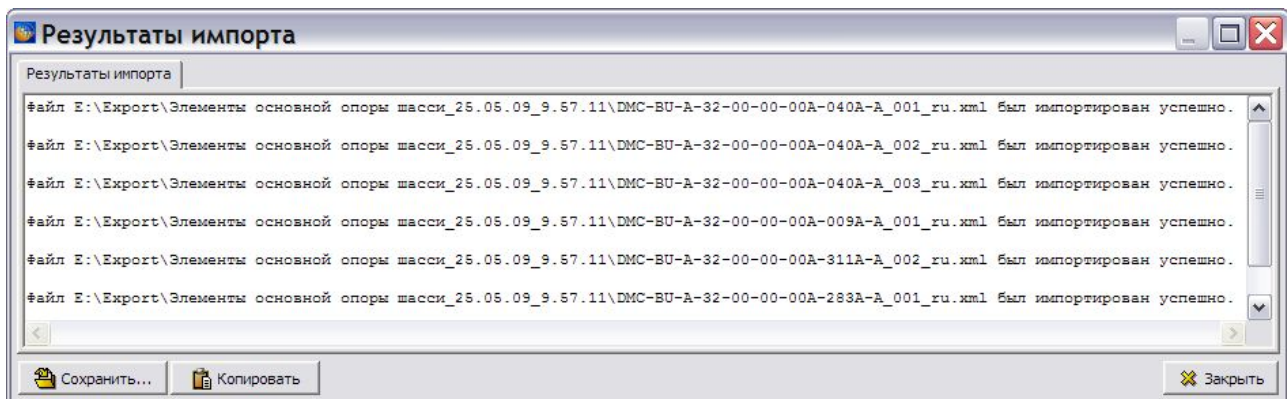 Результаты импорта
Результаты импорта
Файл E:\Export\Элементы основной опоры шасси_25.05.09_9.57.11\DMC-BU-A-32-00-00-00A-040A-A_001_ru.xml был импортирован успешно.
Файл E:\Export\Элементы основной опоры шасси_25.05.09_9.57.11\DMC-BU-A-32-00-00-00A-040A-A_002_ru.xml был импортирован успешно.
Файл E:\Export\Элементы основной опоры шасси_25.05.09_9.57.11\DMC-BU-A-32-00-00-00A-040A-A_003_ru.xml был импортирован успешно.
Файл E:\Export\Элементы основной опоры шасси_25.05.09_9.57.11\DMC-BU-A-32-00-00-00A-009A-A_001_ru.xml был импортирован успешно.
Файл E:\Export\Элементы основной опоры шасси_25.05.09_9.57.11\DMC-BU-A-32-00-00-00A-311A-A_002_ru.xml был импортирован успешно.
Файл E:\Export\Элементы основной опоры шасси_25.05.09_9.57.11\DMC-BU-A-32-00-00-00A-283A-A_001_ru.xml был импортирован успешно.
Сохранить... Копировать Закрыть